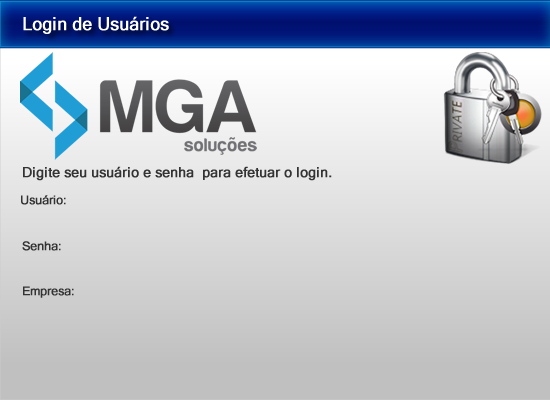 Login de Usuários
MGA
soluções
PRIVATE
Digite seu usuário e senha  para efetuar o login.
Usuário:
Senha:
Empresa: